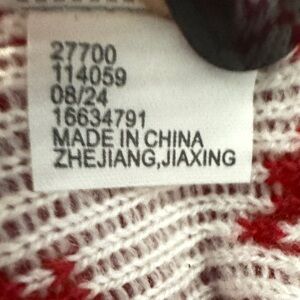 27700
114059
08/24
16634791
MADE IN CHINA
ZHEJIANG,JIAXING